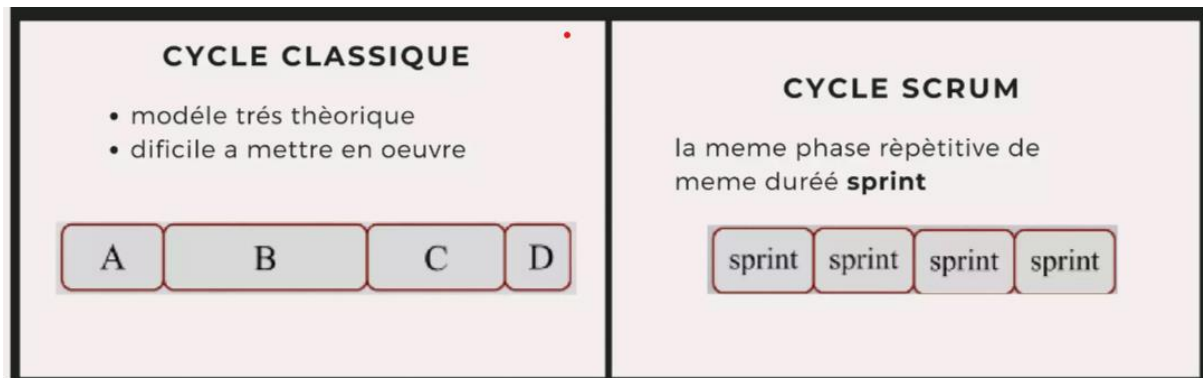 CYCLE CLASSIQUE
• modéle trés thèorique
• dificile a mettre en oeuvre
A B C D
CYCLE SCRUM
la meme phase rèpètitive de
meme duréé sprint
sprint sprint sprint sprint